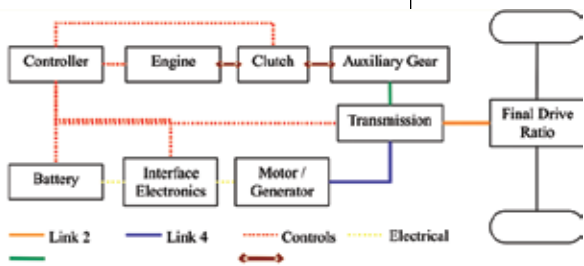 Controller
Engine
Clutch
Auxiliary Gear
Transmission
Final Drive
Ratio
Battery
Interface
Electronics
Motor /
Generator
Link 2
Link 4
Controls
Electrical